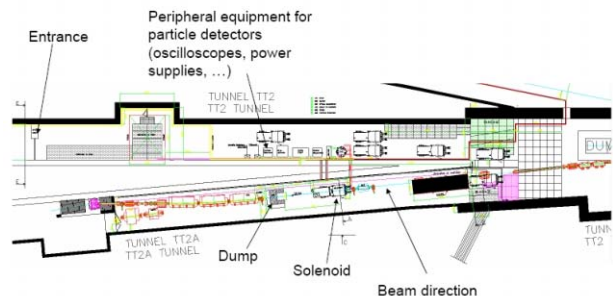 Peripheral equipment for
particle detectors
(oscilloscopes, power
supplies, …)
Entrance
TUNNEL TT2
TT2 TUNNEL
DUM
TUNNEL TT2A
TT2A TUNNEL
TUNN
TT2
Dump
Solenoid
Beam direction